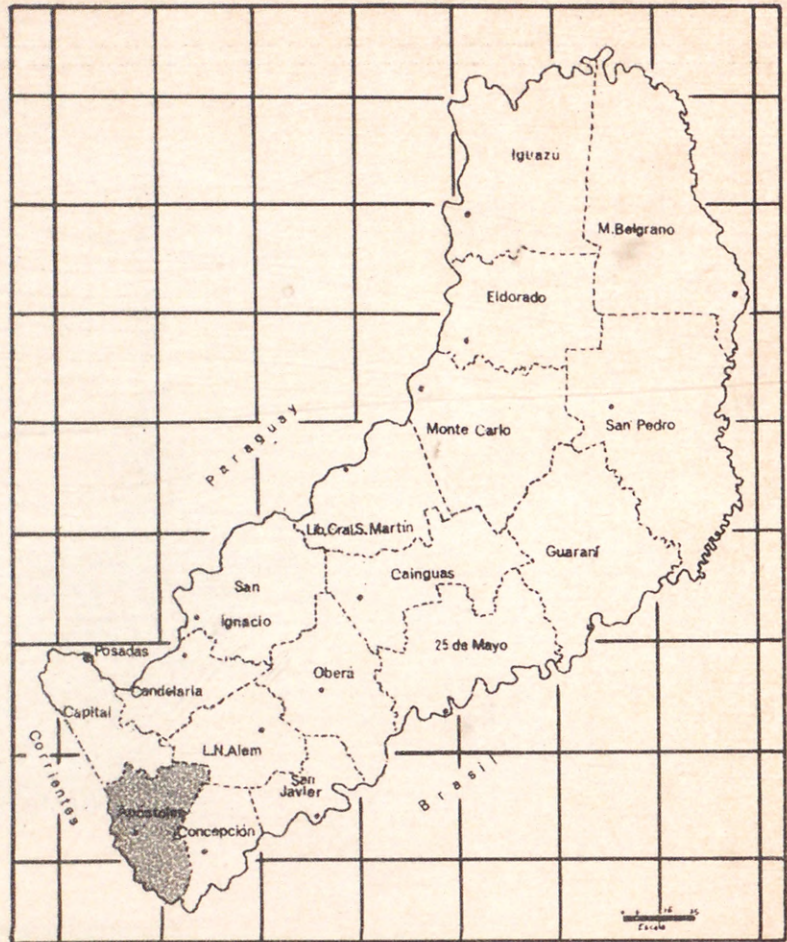 Iguazú
M.Belgrano
Eldorado
Paraguay
Monte Carlo
San Pedro
Lib.Gral.S.Martín
Guaraní
Cainguas
San
Ignacio
25 de Mayo
Posadas
Oberá
Candelaria
Capital
L.N.Alem
Corrientes
San
Javier
Brasil
Apóstoles
Concepción
Escala